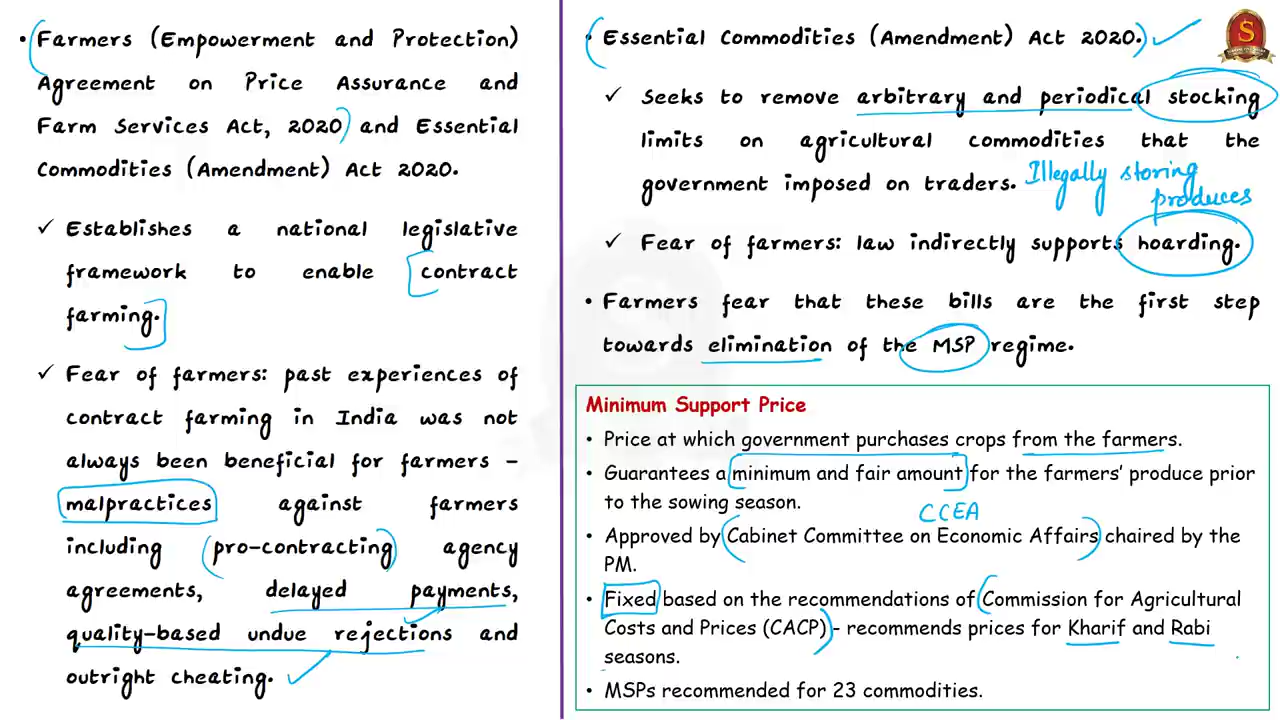 • Farmers (Empowerment and Protection)
Agreement on Price Assurance and
Farm Services Act, 2020 and Essential
Commodities (Amendment) Act 2020.
✓ Establishes a national legislative
framework to enable contract
farming.
✓ Fear of farmers: past experiences of
contract farming in India was not
always been beneficial for farmers –
malpractices against farmers
including (pro-contracting) agency
agreements, delayed payments,
quality-based undue rejections and
outright cheating.
• Essential Commodities (Amendment) Act 2020.
✓ Seeks to remove arbitrary and periodical stocking
limits on agricultural commodities that the
government imposed on traders. Illegally storing
produces
✓ Fear of farmers: law indirectly supports hoarding.
• Farmers fear that these bills are the first step
towards elimination of the MSP regime.
Minimum Support Price
• Price at which government purchases crops from the farmers.
• Guarantees a minimum and fair amount for the farmers' produce prior
to the sowing season.
CCEA
• Approved by Cabinet Committee on Economic Affairs chaired by the
PM.
• Fixed based on the recommendations of Commission for Agricultural
Costs and Prices (CACP) - recommends prices for Kharif and Rabi
seasons.
• MSPs recommended for 23 commodities.